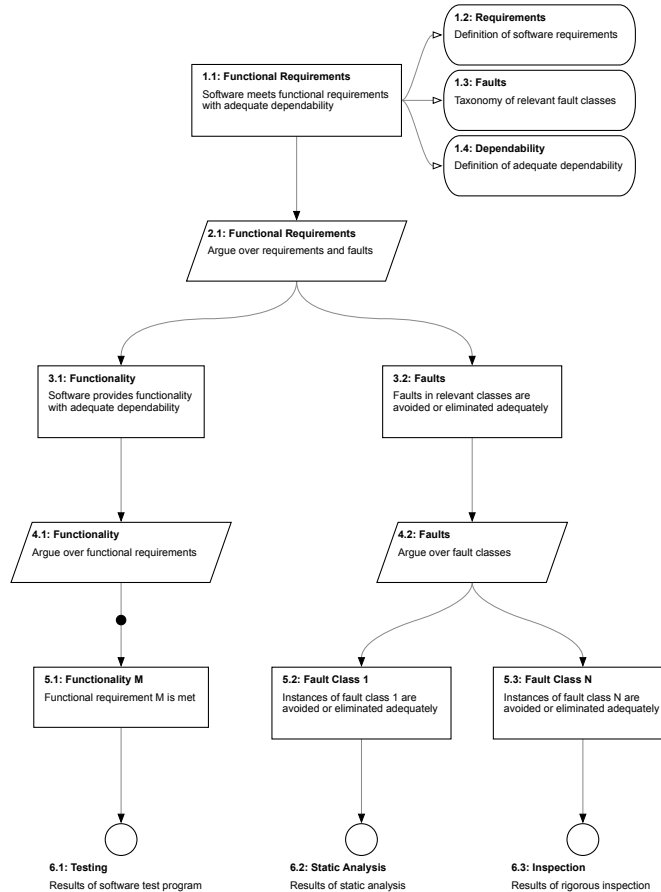 1.2: Requirements
Definition of software requirements
1.1: Functional Requirements
Software meets functional requirements
with adequate dependability
1.3: Faults
Taxonomy of relevant fault classes
1.4: Dependability
Definition of adequate dependability
2.1: Functional Requirements
Argue over requirements and faults
3.1: Functionality
Software provides functionality
with adequate dependability
3.2: Faults
Faults in relevant classes are
avoided or eliminated adequately
4.1: Functionality
Argue over functional requirements
4.2: Faults
Argue over fault classes
5.1: Functionality M
Functional requirement M is met
5.2: Fault Class 1
Instances of fault class 1 are
avoided or eliminated adequately
5.3: Fault Class N
Instances of fault class N are
avoided or eliminated adequately
6.1: Testing
Results of software test program
6.2: Static Analysis
Results of static analysis
6.3: Inspection
Results of rigorous inspection